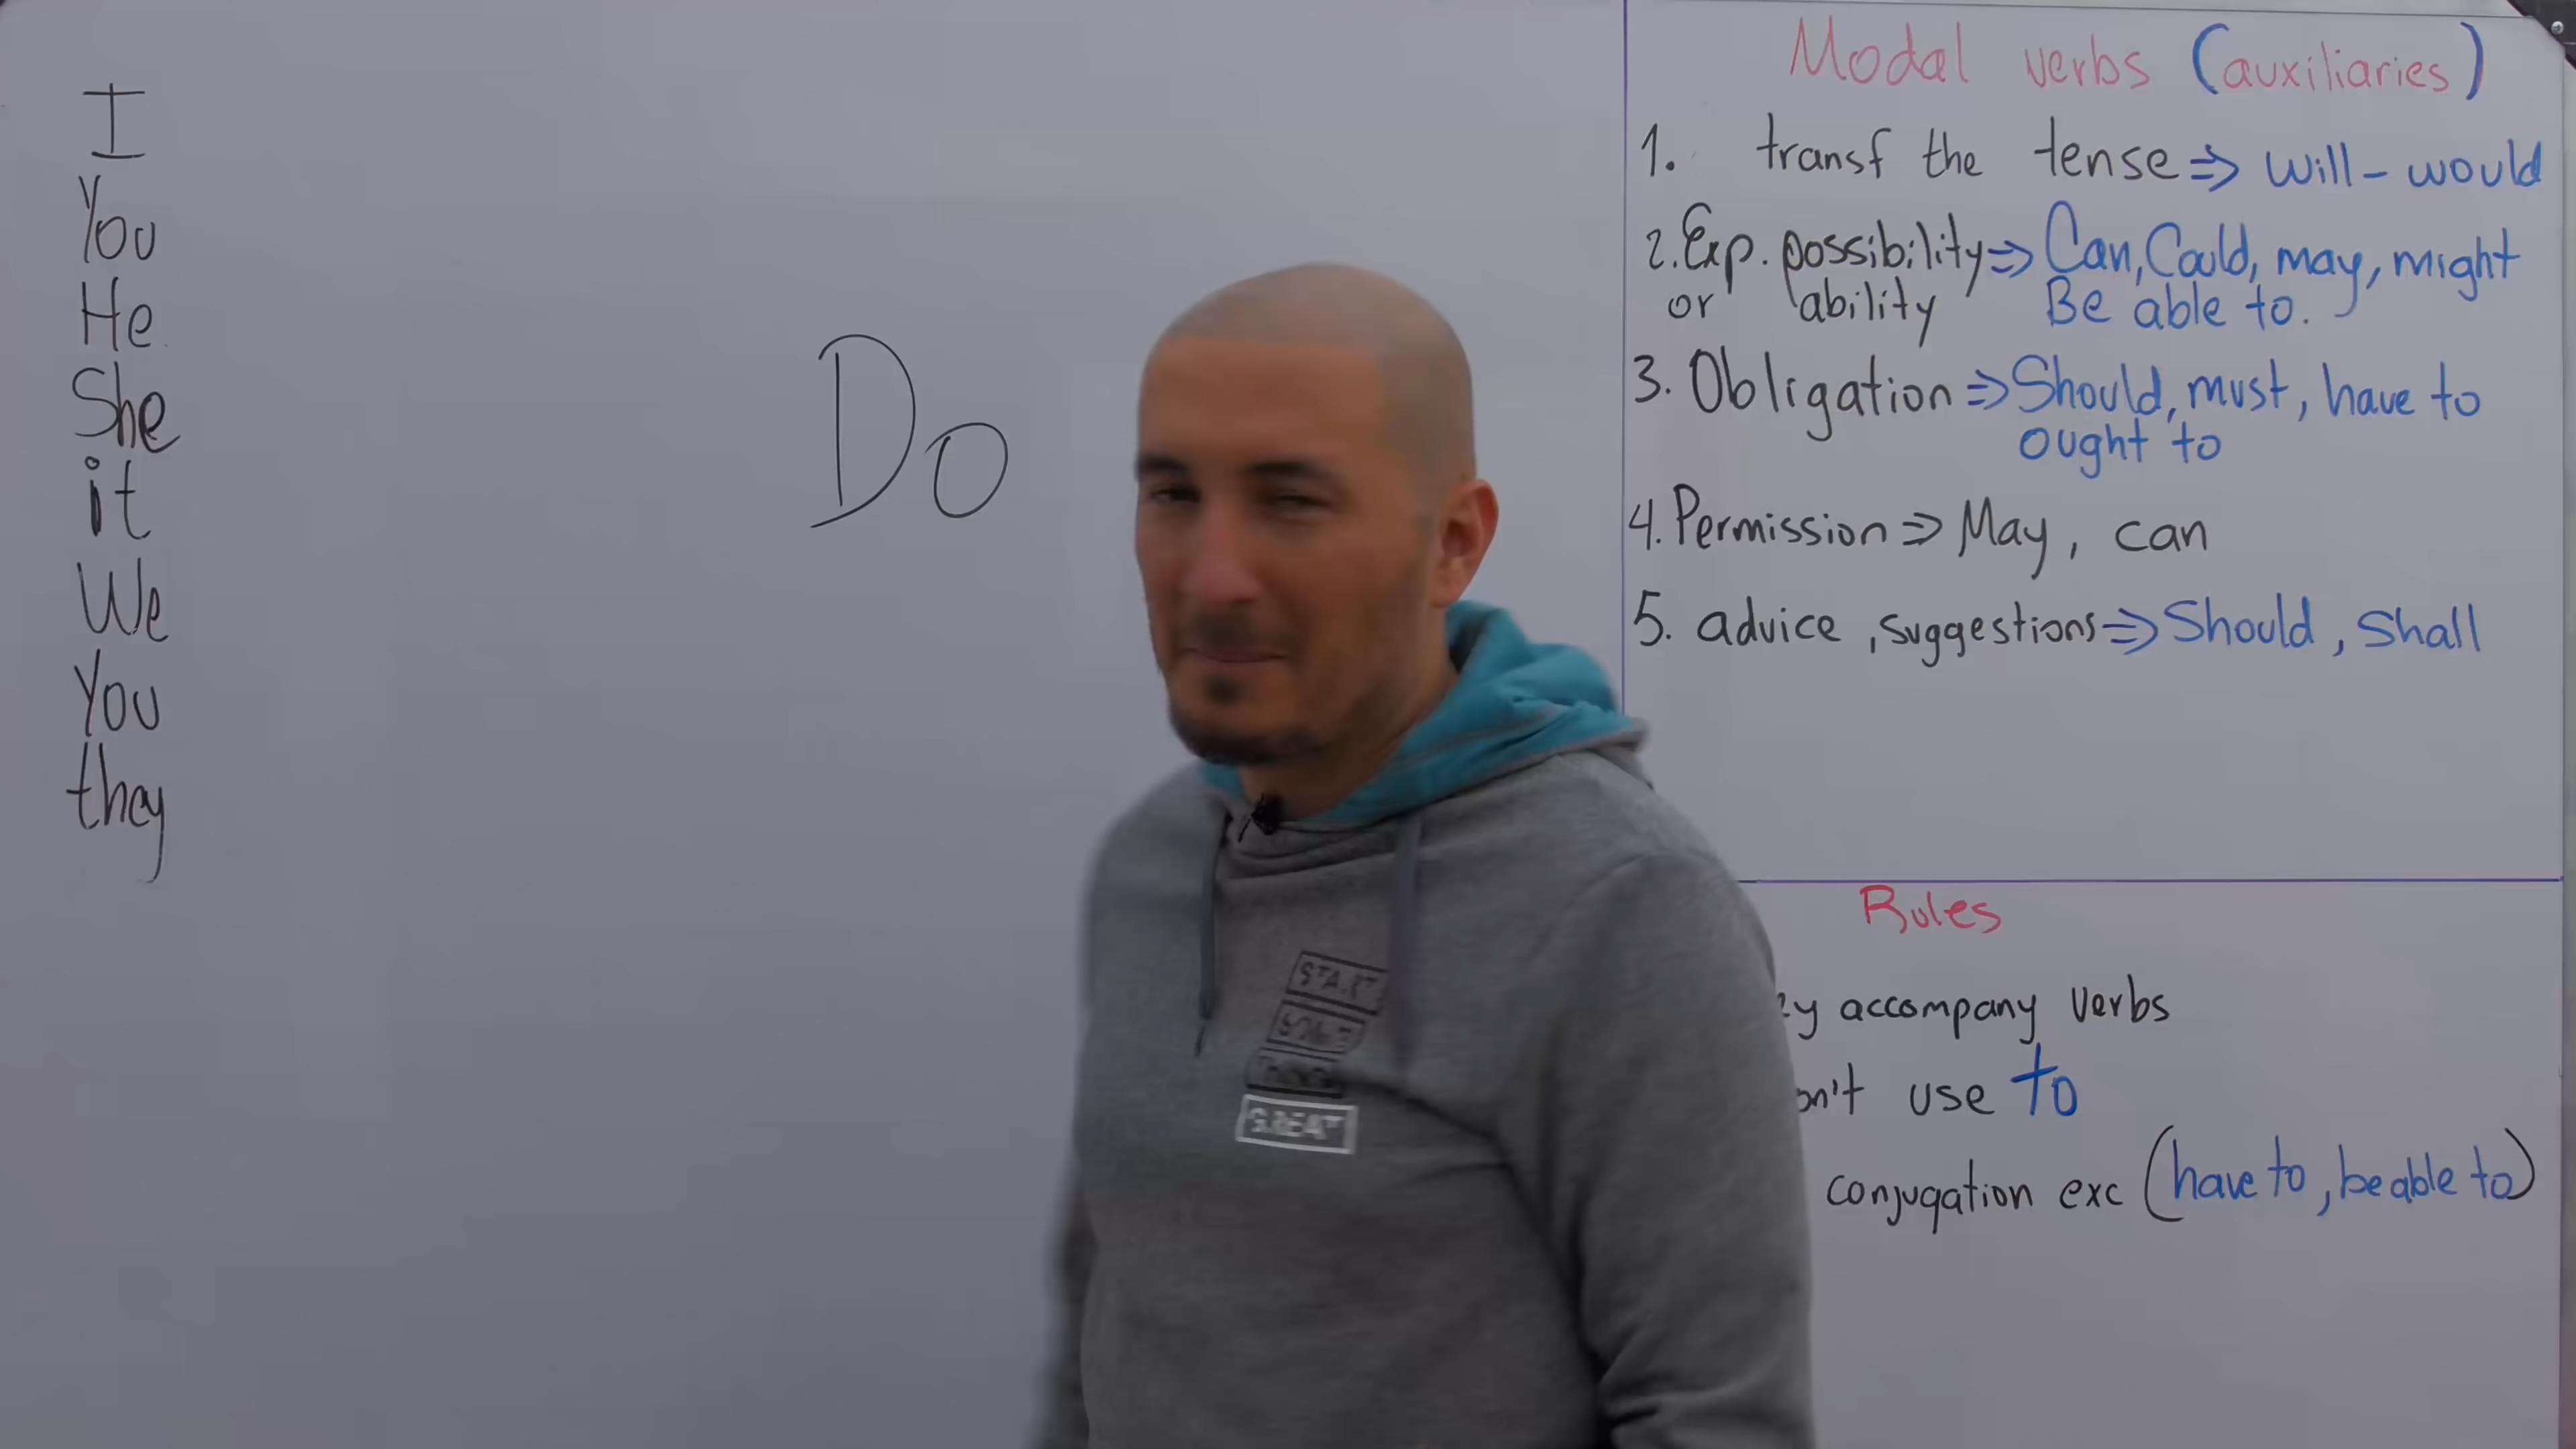 I
You
He
She
it
We
You
they
Do
Modal verbs (auxiliaries)
1. transf the tense ⇒ will - would
2. Exp. possibility ⇒ Can, Could, may, might
or ability Be able to.
3. Obligation ⇒ Should, must, have to
ought to
4. Permission ⇒ May, can
5. advice, suggestions ⇒ Should, Shall
Rules
accompany verbs
use to
conjugation exc (have to, be able to)
START
GREAT